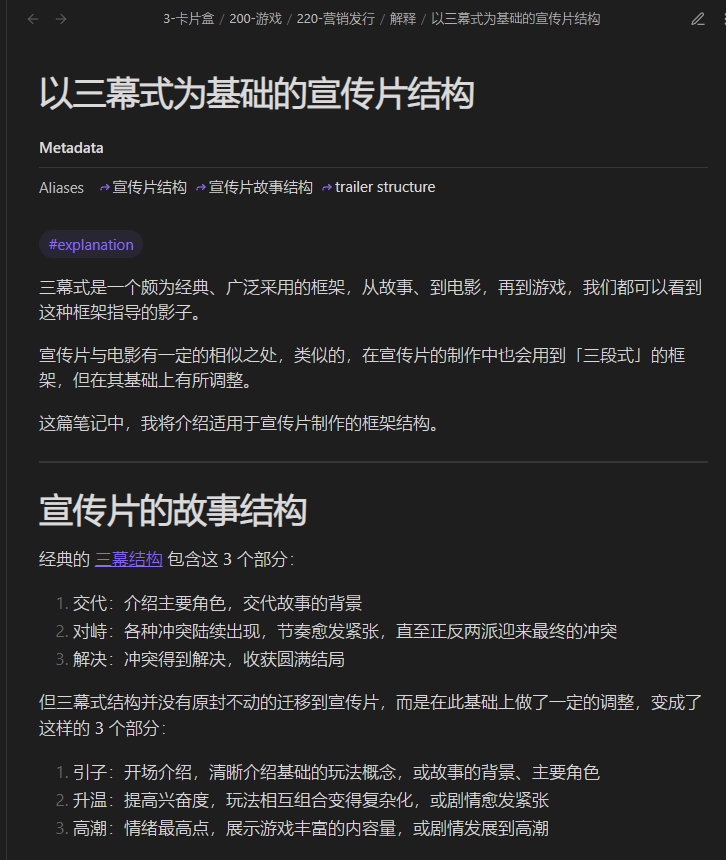 3-卡片盒 / 200-游戏 / 220-营销发行 / 解释 / 以三幕式为基础的宣传片结构
以三幕式为基础的宣传片结构
Metadata
Aliases 宣传片结构 宣传片故事结构 trailer structure
#explanation
三幕式是一个颇为经典、广泛采用的框架，从故事、到电影，再到游戏，我们都可以看到
这种框架指导的影子。
宣传片与电影有一定的相似之处，类似的，在宣传片的制作中也会用到「三段式」的框
架，但在其基础上有所调整。
这篇笔记中，我将介绍适用于宣传片制作的框架结构。
宣传片的故事结构
经典的 三幕结构 包含这 3 个部分：
1. 交代：介绍主要角色，交代故事的背景
2. 对峙：各种冲突陆续出现，节奏愈发紧张，直至正反两派迎来最终的冲突
3. 解决：冲突得到解决，收获圆满结局
但三幕式结构并没有原封不动的迁移到宣传片，而是在此基础上做了一定的调整，变成了
这样的 3 个部分：
1. 引子：开场介绍，清晰介绍基础的玩法概念，或故事的背景、主要角色
2. 升温：提高兴奋度，玩法相互组合变得复杂化，或剧情愈发紧张
3. 高潮：情绪最高点，展示游戏丰富的内容量，或剧情发展到高潮